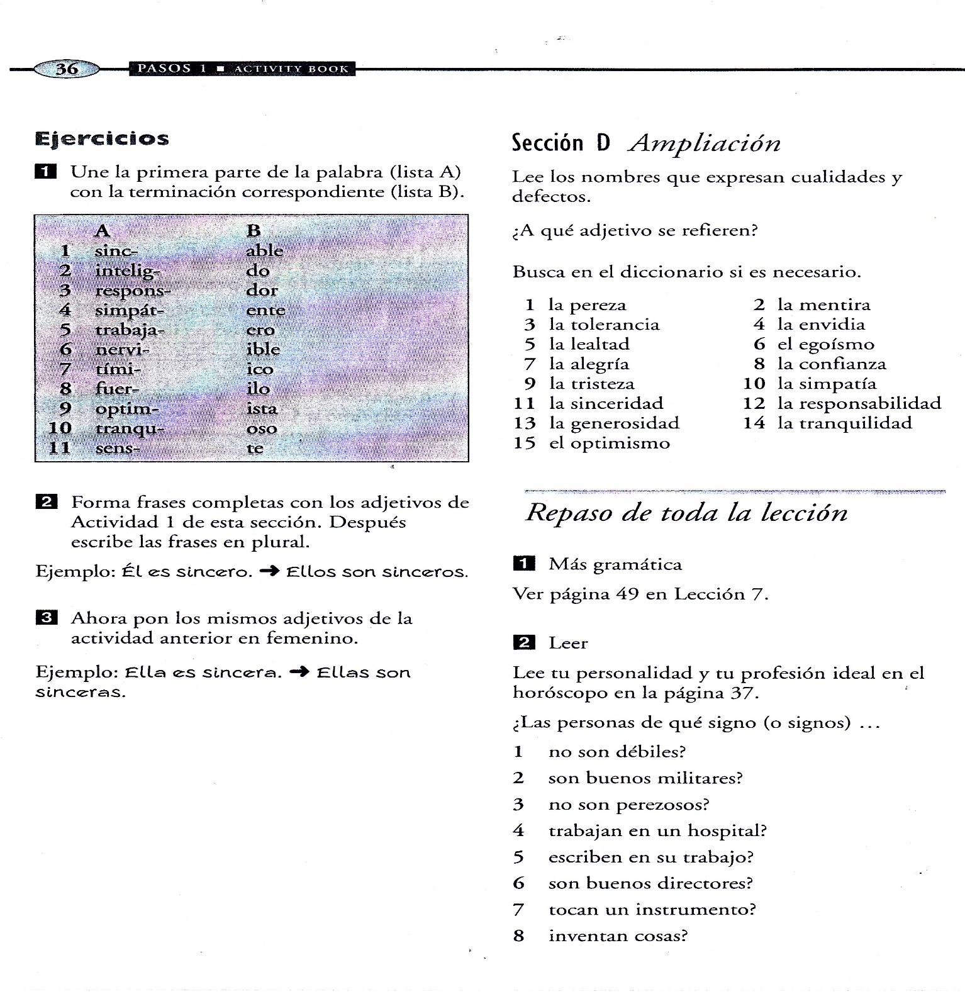 36 PASOS 1 ■ ACTIVITY BOOK
Ejercicios
1 Une la primera parte de la palabra (lista A)
con la terminación correspondiente (lista B).
A B
1 sinc- able
2 intelig- do
3 respons- dor
4 simpát- ente
5 trabaja- ero
6 nervi- ible
7 tími- ico
8 fuer- ilo
9 optim- ista
10 tranqu- oso
11 sens- te
2 Forma frases completas con los adjetivos de
Actividad 1 de esta sección. Después
escribe las frases en plural.
Ejemplo: Él es sincero. → Ellos son sinceros.
3 Ahora pon los mismos adjetivos de la
actividad anterior en femenino.
Ejemplo: Ella es sincera. → Ellas son
sinceras.
Sección D Ampliación
Lee los nombres que expresan cualidades y
defectos.
¿A qué adjetivo se refieren?
Busca en el diccionario si es necesario.
1 la pereza 2 la mentira
3 la tolerancia 4 la envidia
5 la lealtad 6 el egoísmo
7 la alegría 8 la confianza
9 la tristeza 10 la simpatía
11 la sinceridad 12 la responsabilidad
13 la generosidad 14 la tranquilidad
15 el optimismo
Repaso de toda la lección
1 Más gramática
Ver página 49 en Lección 7.
2 Leer
Lee tu personalidad y tu profesión ideal en el
horóscopo en la página 37.
¿Las personas de qué signo (o signos) ...
1 no son débiles?
2 son buenos militares?
3 no son perezosos?
4 trabajan en un hospital?
5 escriben en su trabajo?
6 son buenos directores?
7 tocan un instrumento?
8 inventan cosas?